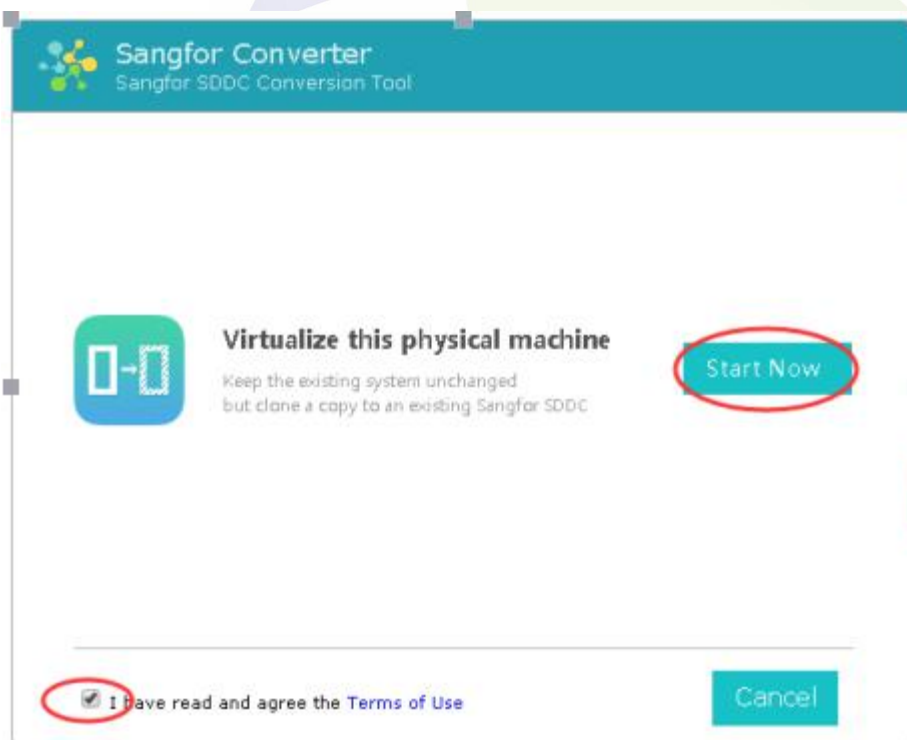 Sangfor Converter
Sangfor SDDC Conversion Tool
Virtualize this physical machine
Keep the existing system unchanged
but clone a copy to an existing Sangfor SDDC
Start Now
I have read and agree the Terms of Use
Cancel